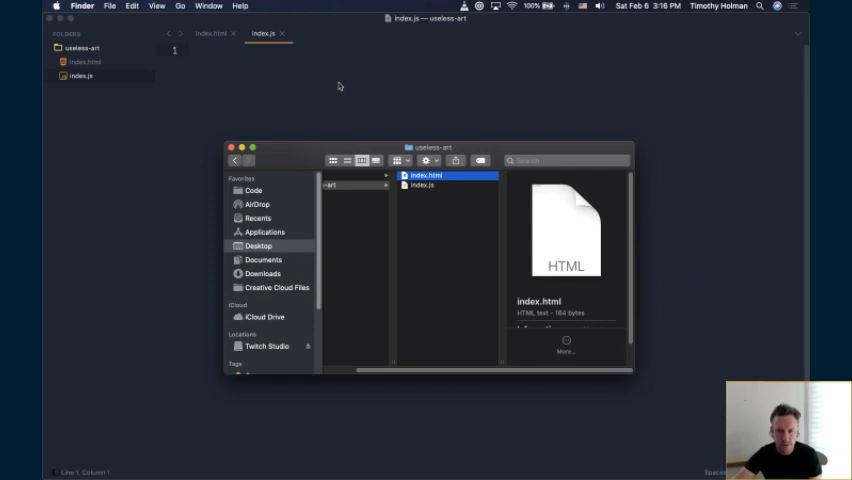 Finder File Edit View Go Window Help 100% Sat Feb 6 3:16 PM Timothy Holman
index.js — useless-art
FOLDERS
useless-art
index.html
index.js
index.html × index.js ×
1
useless-art
Search
Favorites
Code
AirDrop
Recents
Applications
Desktop
Documents
Downloads
Creative Cloud Files
iCloud
iCloud Drive
Locations
Twitch Studio
Tags
-art
index.html
index.js
HTML
index.html
HTML text - 164 bytes
More...
Line 1, Column 1
Spaces